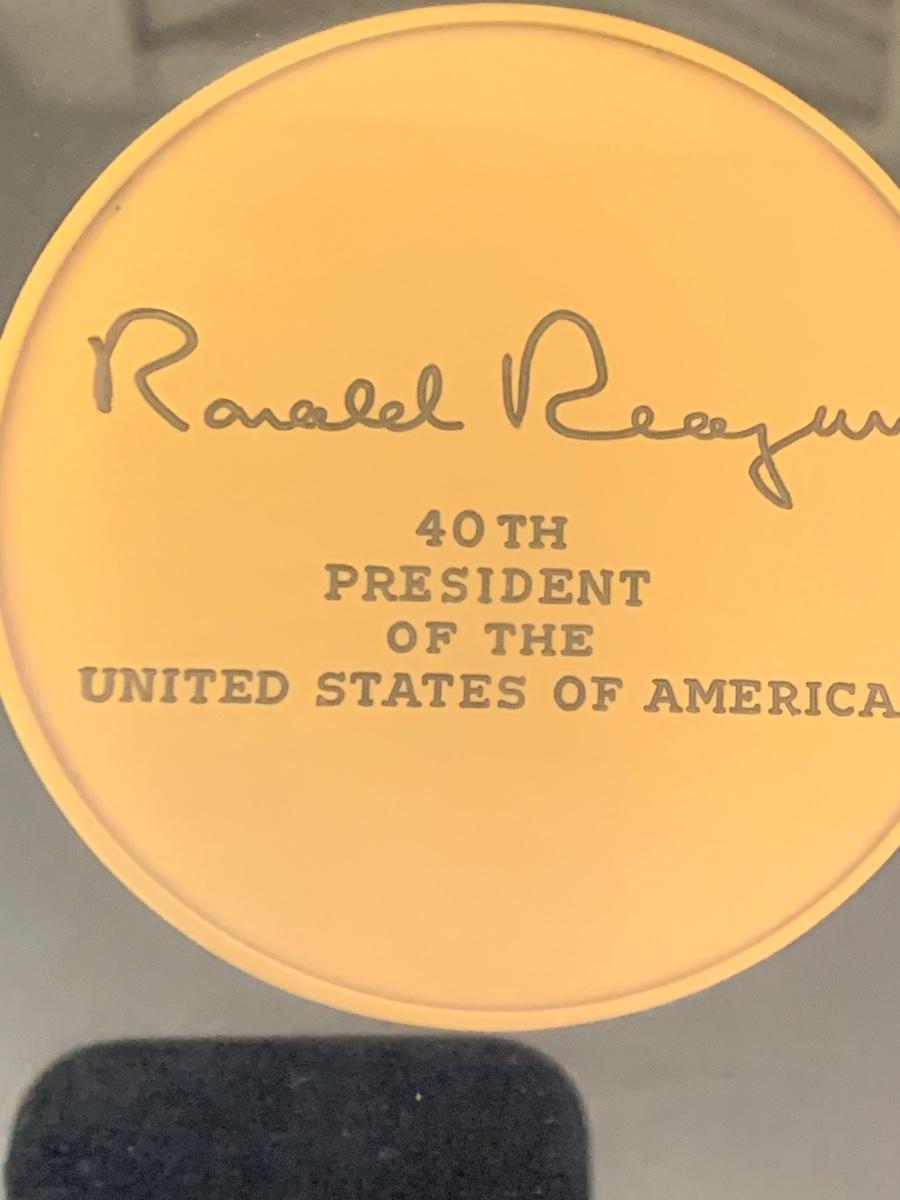 Ronald Reagan
40TH
PRESIDENT
OF THE
UNITED STATES OF AMERICA